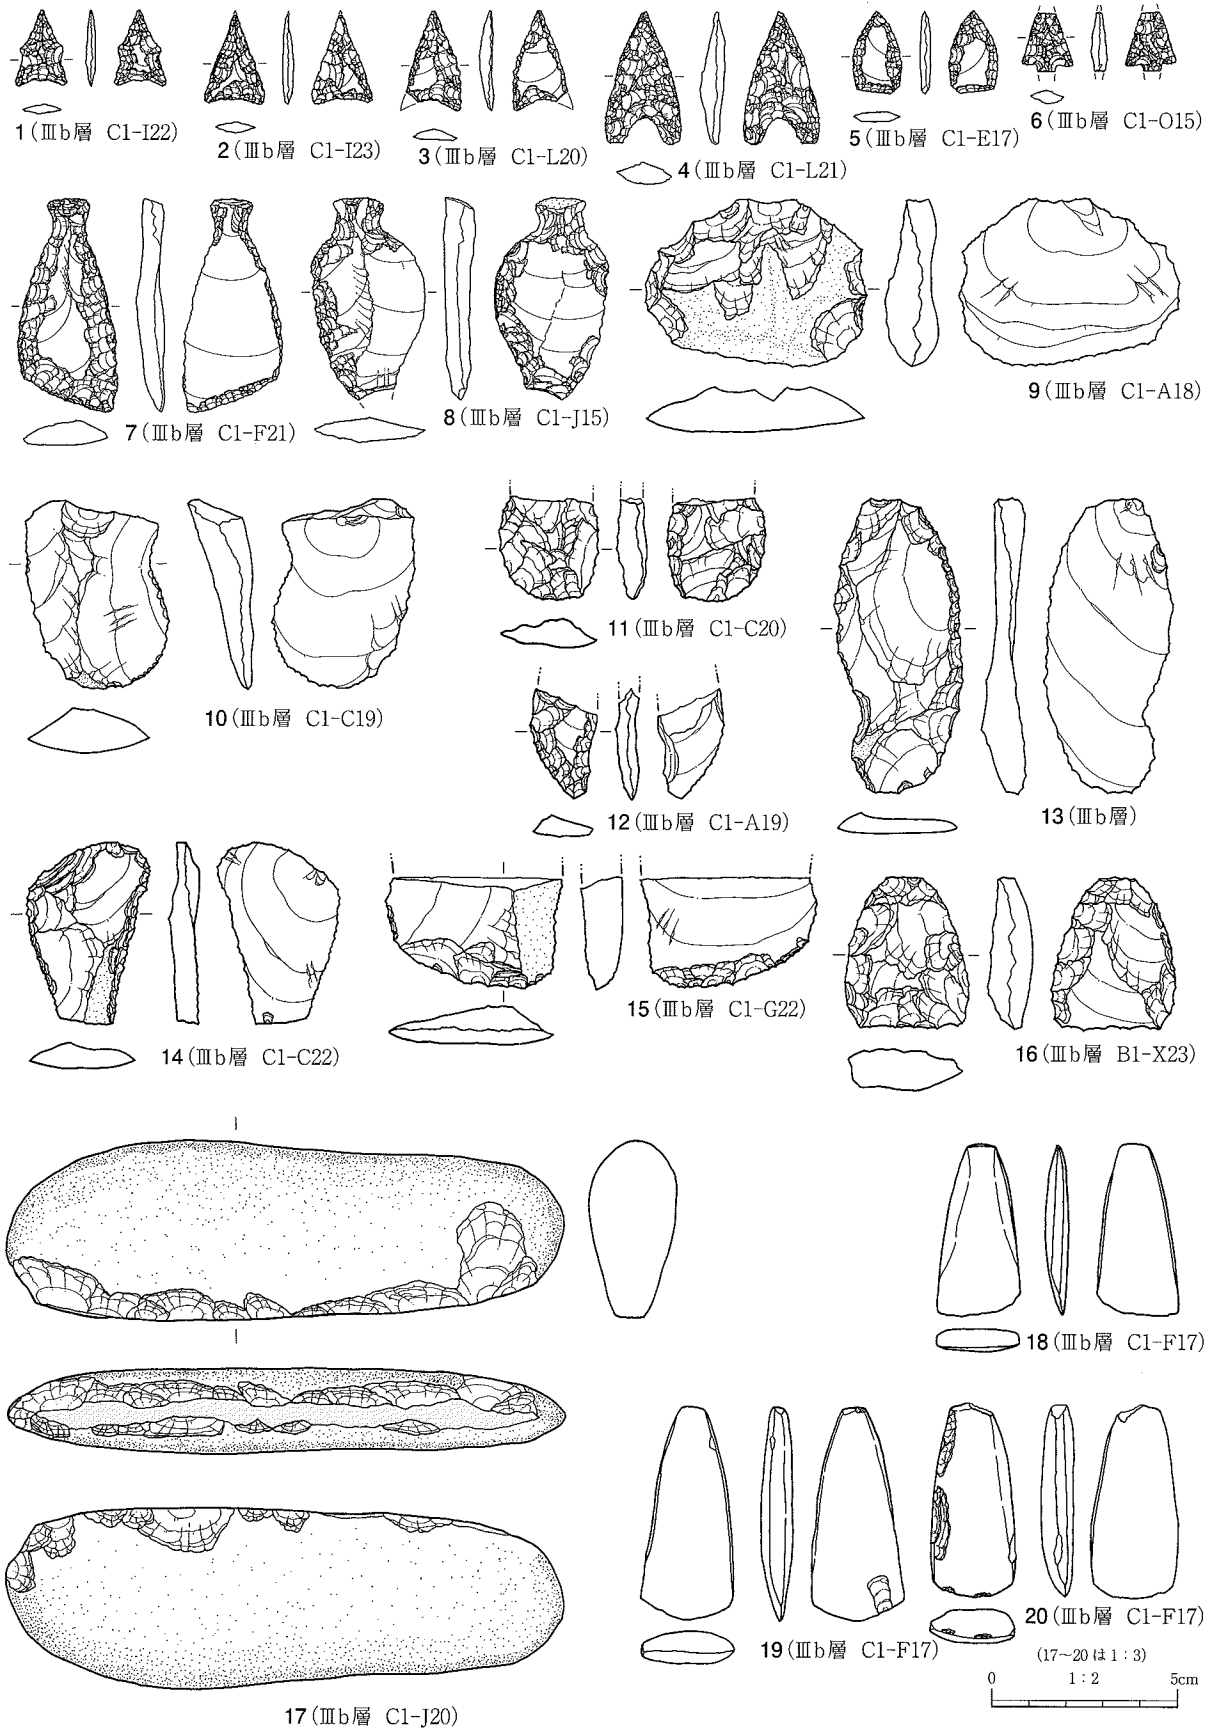 1 (Ⅲb層 C1-I22)
2 (Ⅲb層 C1-I23)
3 (Ⅲb層 C1-L20)
4 (Ⅲb層 C1-L21)
5 (Ⅲb層 C1-E17)
6 (Ⅲb層 C1-O15)
7 (Ⅲb層 C1-F21)
8 (Ⅲb層 C1-J15)
9 (Ⅲb層 C1-A18)
10 (Ⅲb層 C1-C19)
11 (Ⅲb層 C1-C20)
12 (Ⅲb層 C1-A19)
13 (Ⅲb層)
14 (Ⅲb層 C1-C22)
15 (Ⅲb層 C1-G22)
16 (Ⅲb層 B1-X23)
17 (Ⅲb層 C1-J20)
18 (Ⅲb層 C1-F17)
19 (Ⅲb層 C1-F17)
20 (Ⅲb層 C1-F17)
(17〜20は1:3)
0 1:2 5cm